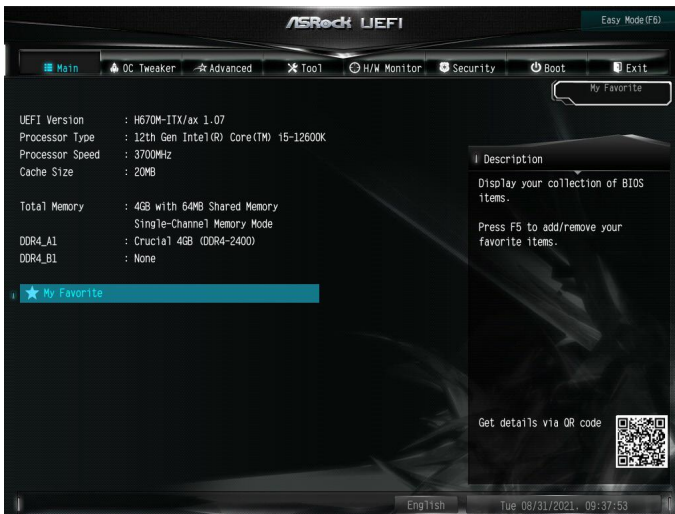 ASRock UEFI
Easy Mode(F6)
Main OC Tweaker Advanced Tool H/W Monitor Security Boot Exit
My Favorite
UEFI Version : H670M-ITX/ax 1.07
Processor Type : 12th Gen Intel(R) Core(TM) i5-12600K
Processor Speed : 3700MHz
Cache Size : 20MB
Total Memory : 4GB with 64MB Shared Memory
Single-Channel Memory Mode
DDR4_A1 : Crucial 4GB (DDR4-2400)
DDR4_B1 : None
My Favorite
Description
Display your collection of BIOS
items.
Press F5 to add/remove your
favorite items.
Get details via QR code
English
Tue 08/31/2021. 09:37:53